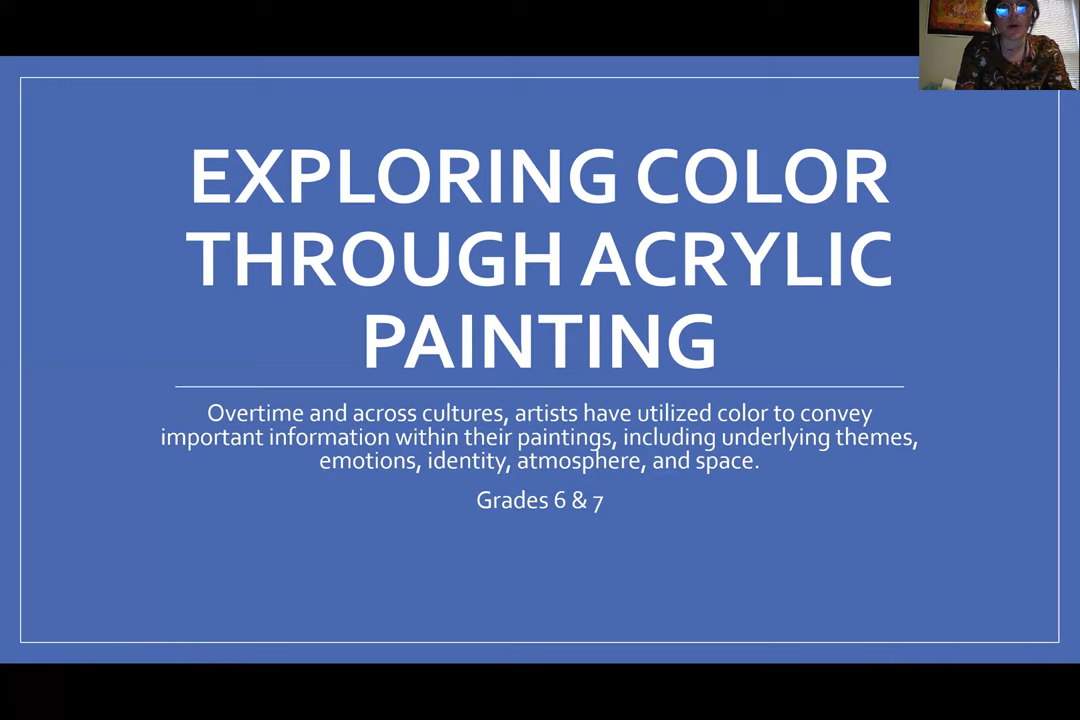 EXPLORING COLOR
THROUGH ACRYLIC
PAINTING
Overtime and across cultures, artists have utilized color to convey
important information within their paintings, including underlying themes,
emotions, identity, atmosphere, and space.
Grades 6 & 7